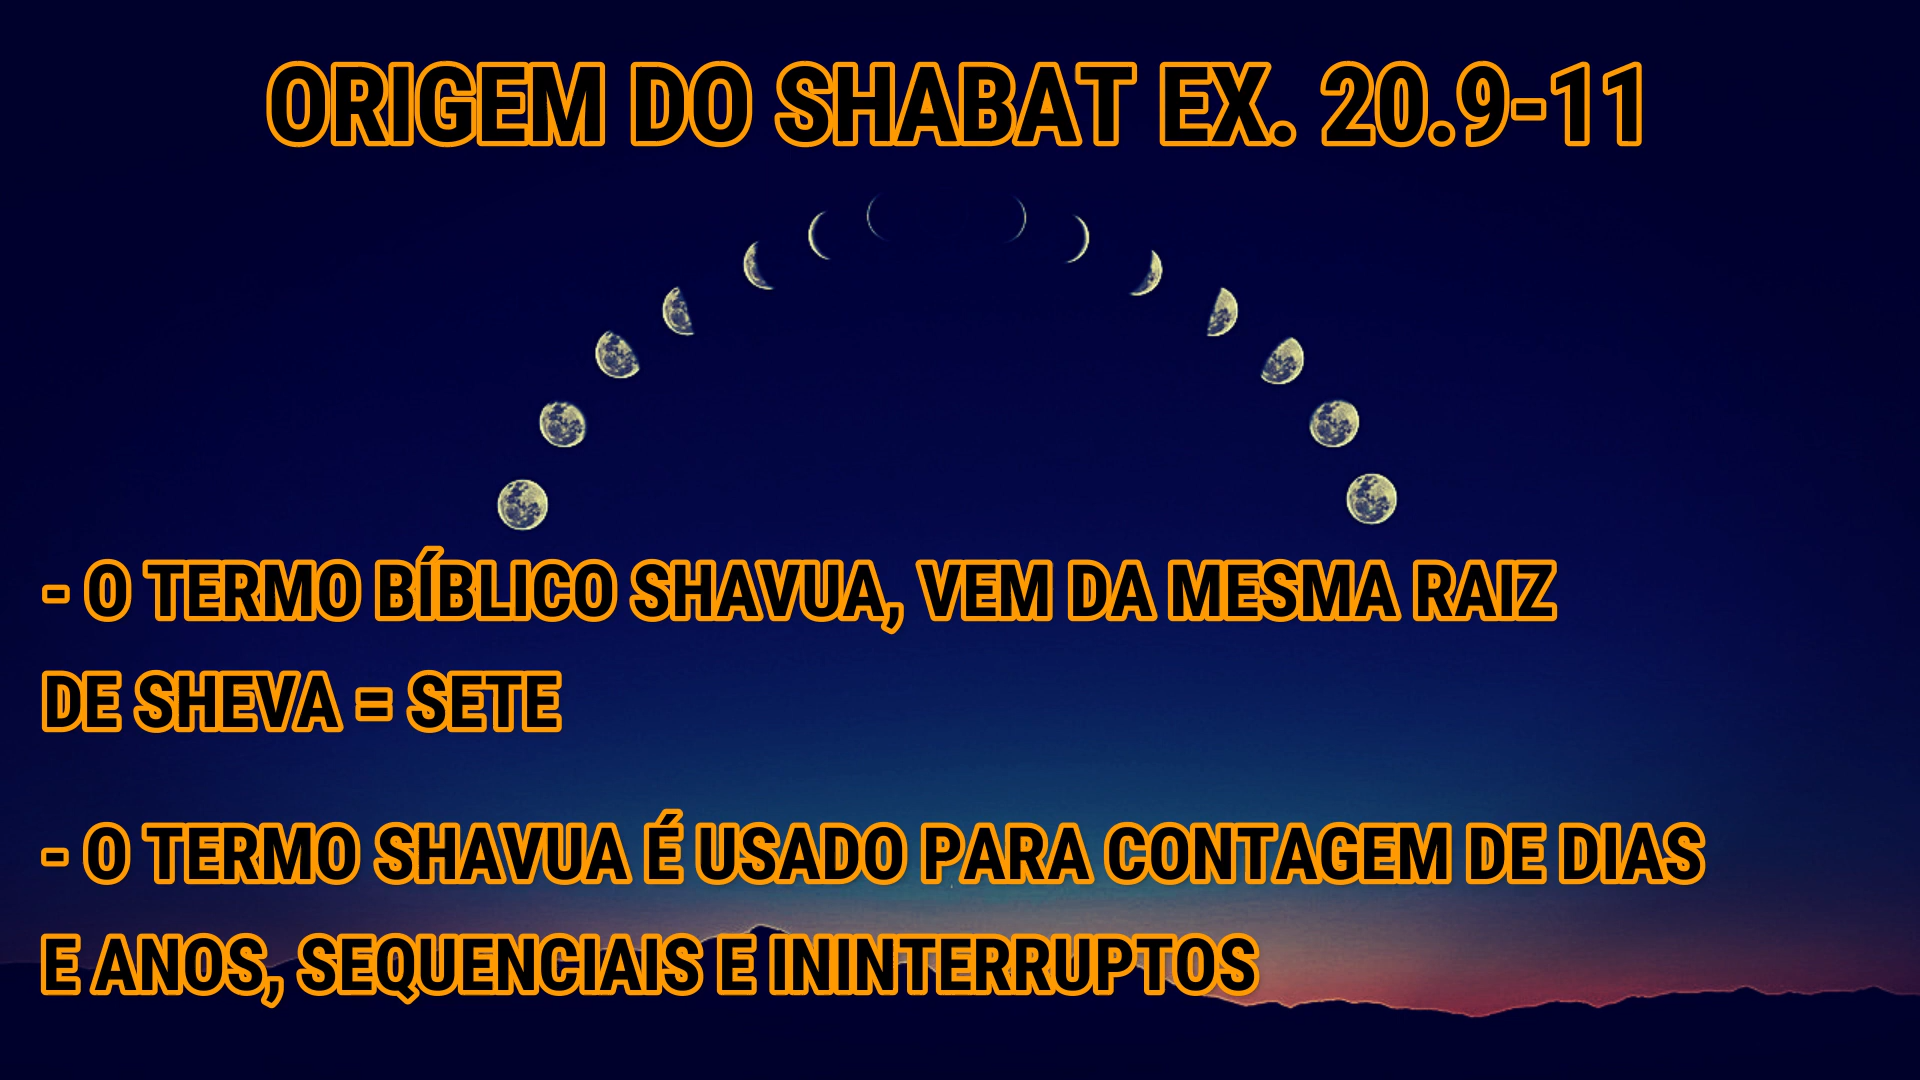 ORIGEM DO SHABAT EX. 20.9-11
- O TERMO BÍBLICO SHAVUA, VEM DA MESMA RAIZ
DE SHEVA = SETE
- O TERMO SHAVUA É USADO PARA CONTAGEM DE DIAS
E ANOS, SEQUENCIAIS E ININTERRUPTOS